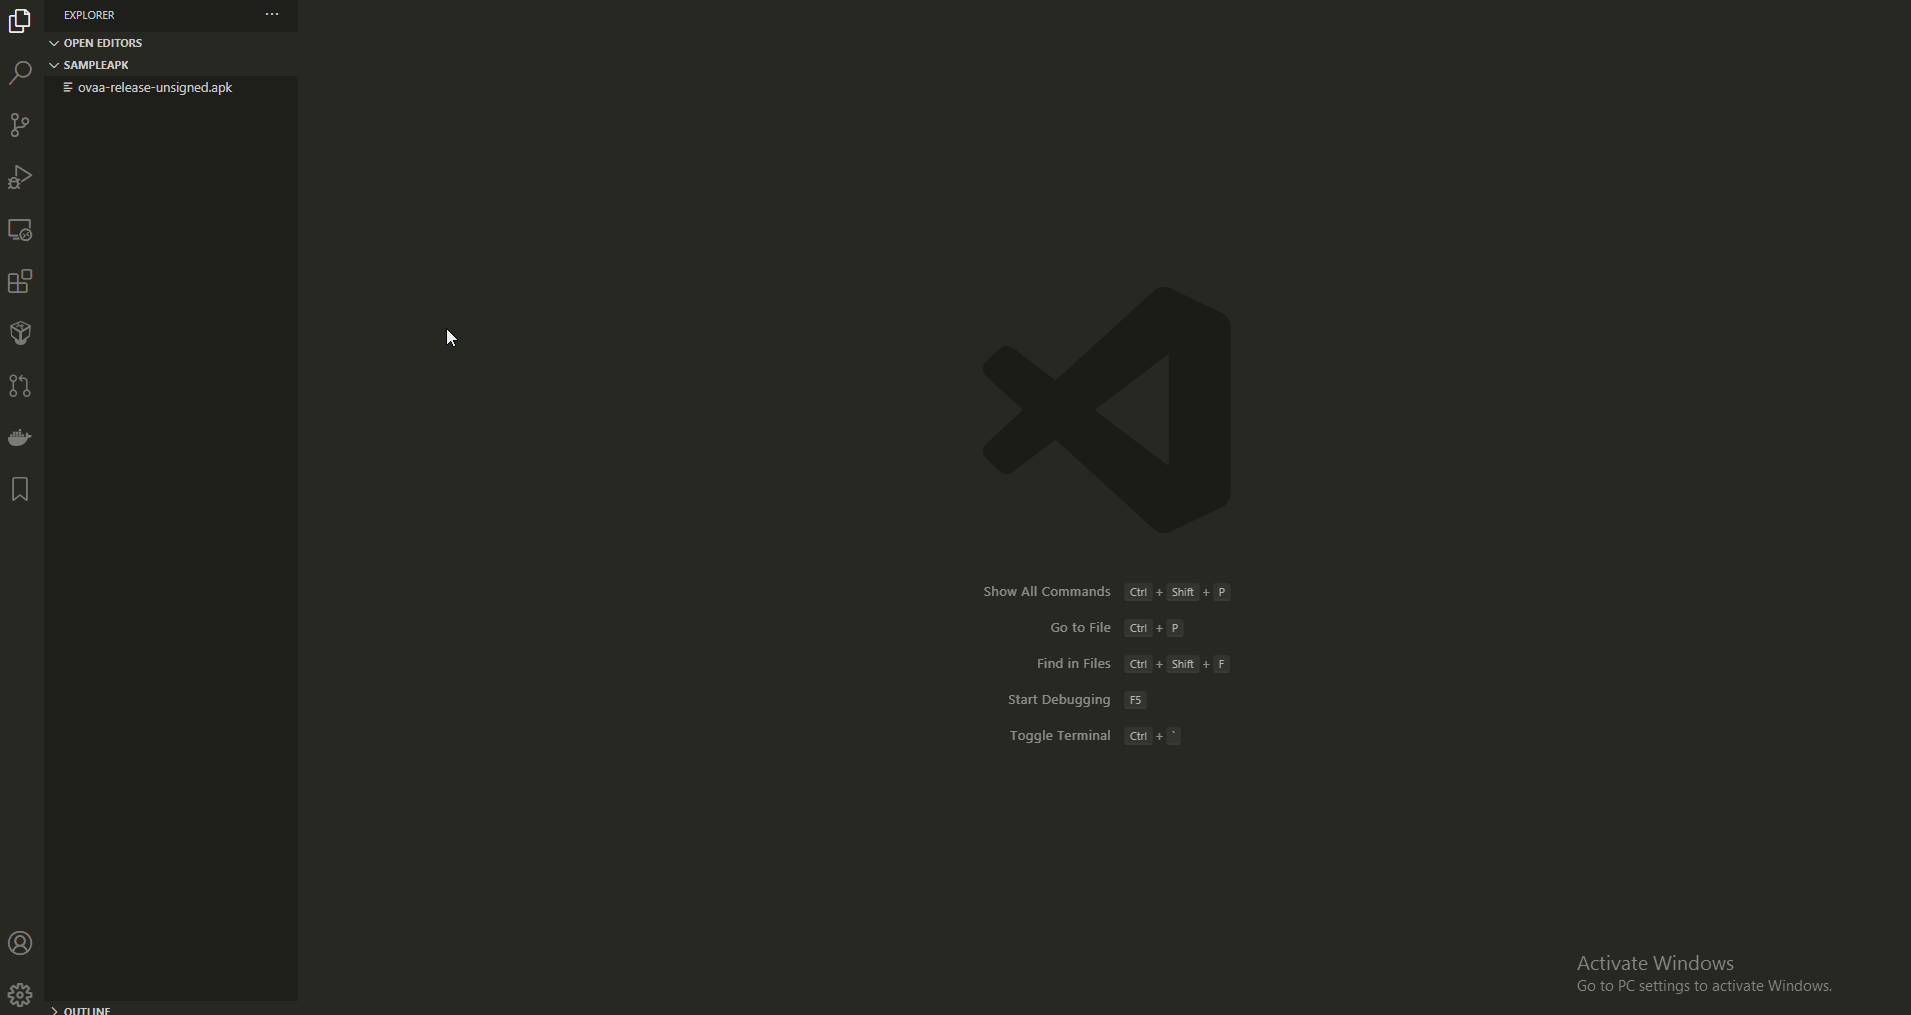 EXPLORER
OPEN EDITORS
SAMPLEAPK
ovaa-release-unsigned.apk
Show All Commands Ctrl + Shift + P
Go to File Ctrl + P
Find in Files Ctrl + Shift + F
Start Debugging F5
Toggle Terminal Ctrl + `
Activate Windows
Go to PC settings to activate Windows.
OUTLINE